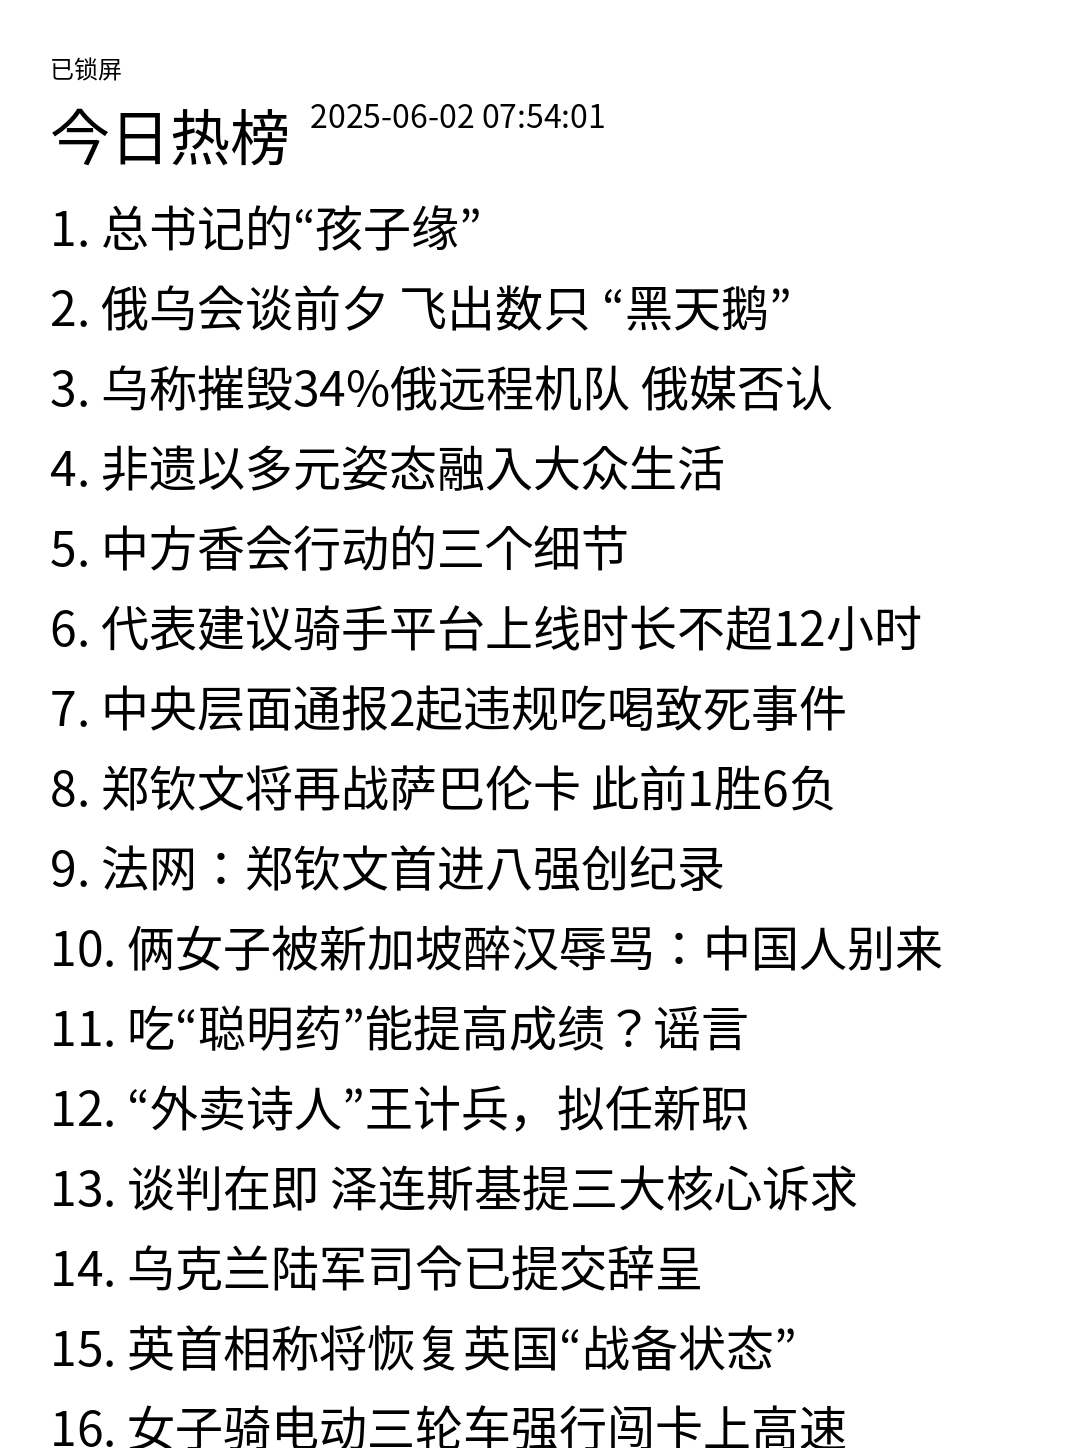 已锁屏
今日热榜 2025-06-02 07:54:01
1. 总书记的“孩子缘”
2. 俄乌会谈前夕 飞出数只 “黑天鹅”
3. 乌称摧毁34%俄远程机队 俄媒否认
4. 非遗以多元姿态融入大众生活
5. 中方香会行动的三个细节
6. 代表建议骑手平台上线时长不超12小时
7. 中央层面通报2起违规吃喝致死事件
8. 郑钦文将再战萨巴伦卡 此前1胜6负
9. 法网：郑钦文首进八强创纪录
10. 俩女子被新加坡醉汉辱骂：中国人别来
11. 吃“聪明药”能提高成绩？谣言
12. “外卖诗人”王计兵，拟任新职
13. 谈判在即 泽连斯基提三大核心诉求
14. 乌克兰陆军司令已提交辞呈
15. 英首相称将恢复英国“战备状态”
16. 女子骑电动三轮车强行闯卡上高速